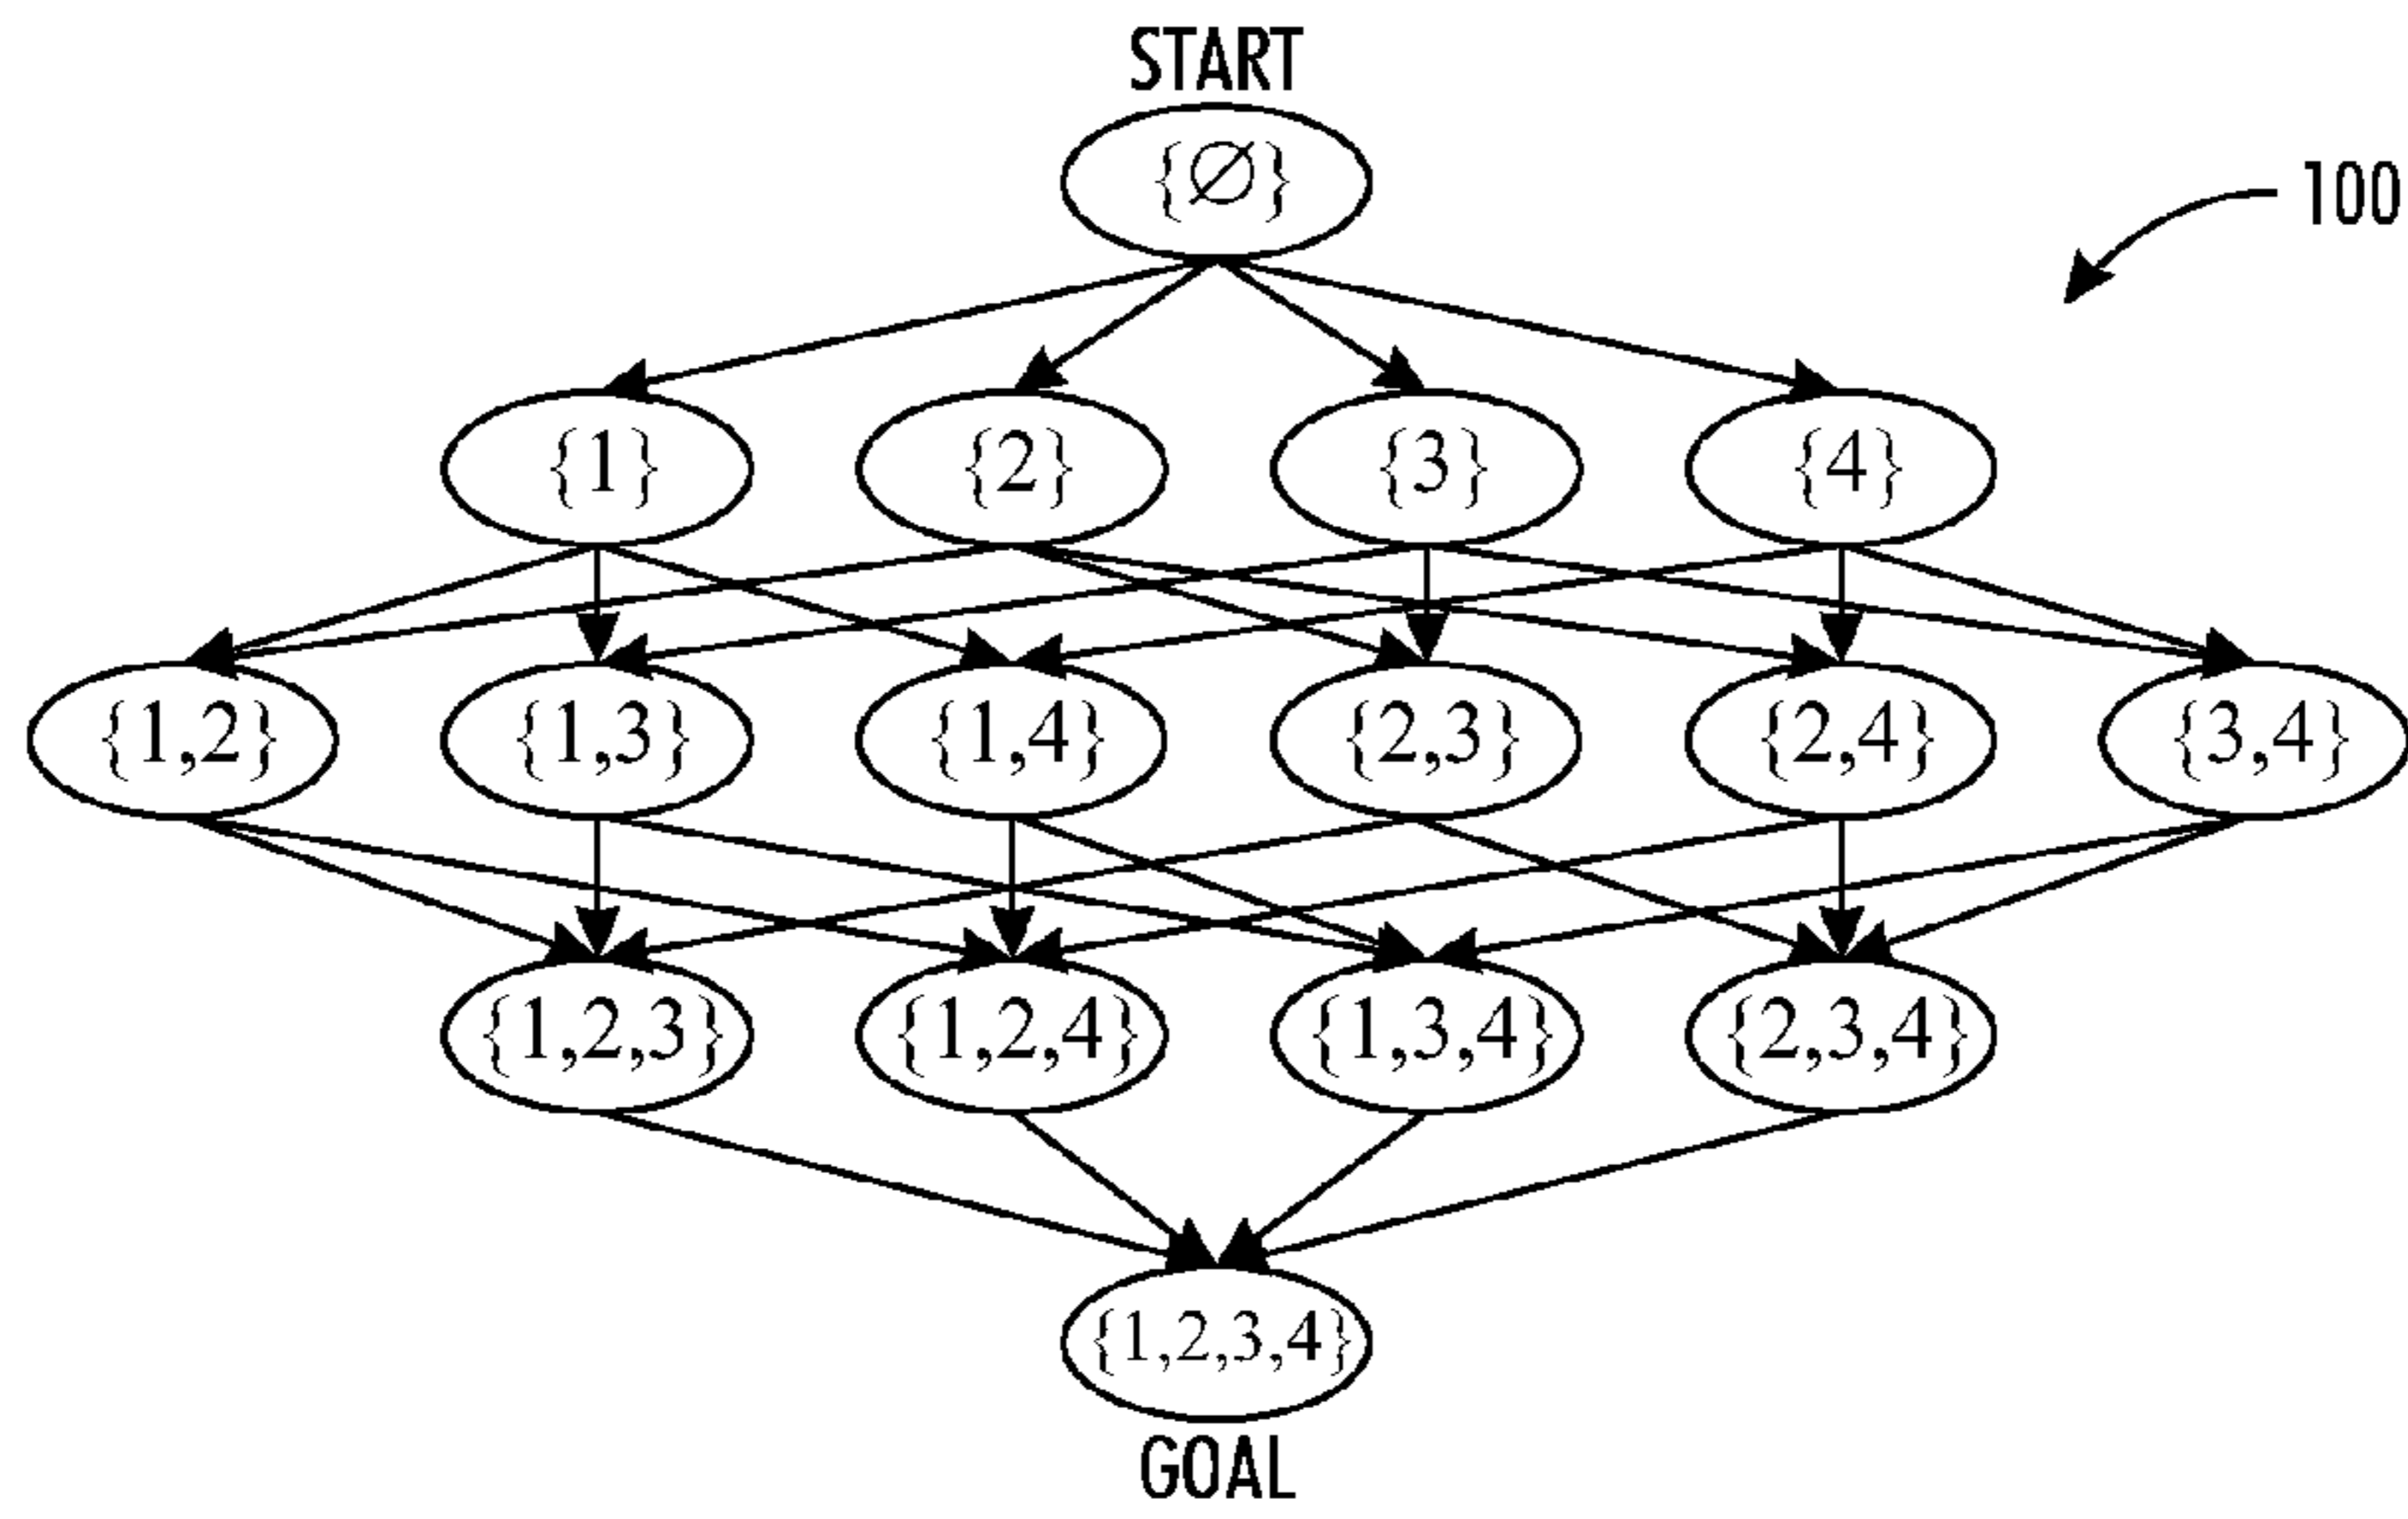 START
{∅}
100
{1} {2} {3} {4}
{1,2} {1,3} {1,4} {2,3} {2,4} {3,4}
{1,2,3} {1,2,4} {1,3,4} {2,3,4}
{1,2,3,4}
GOAL